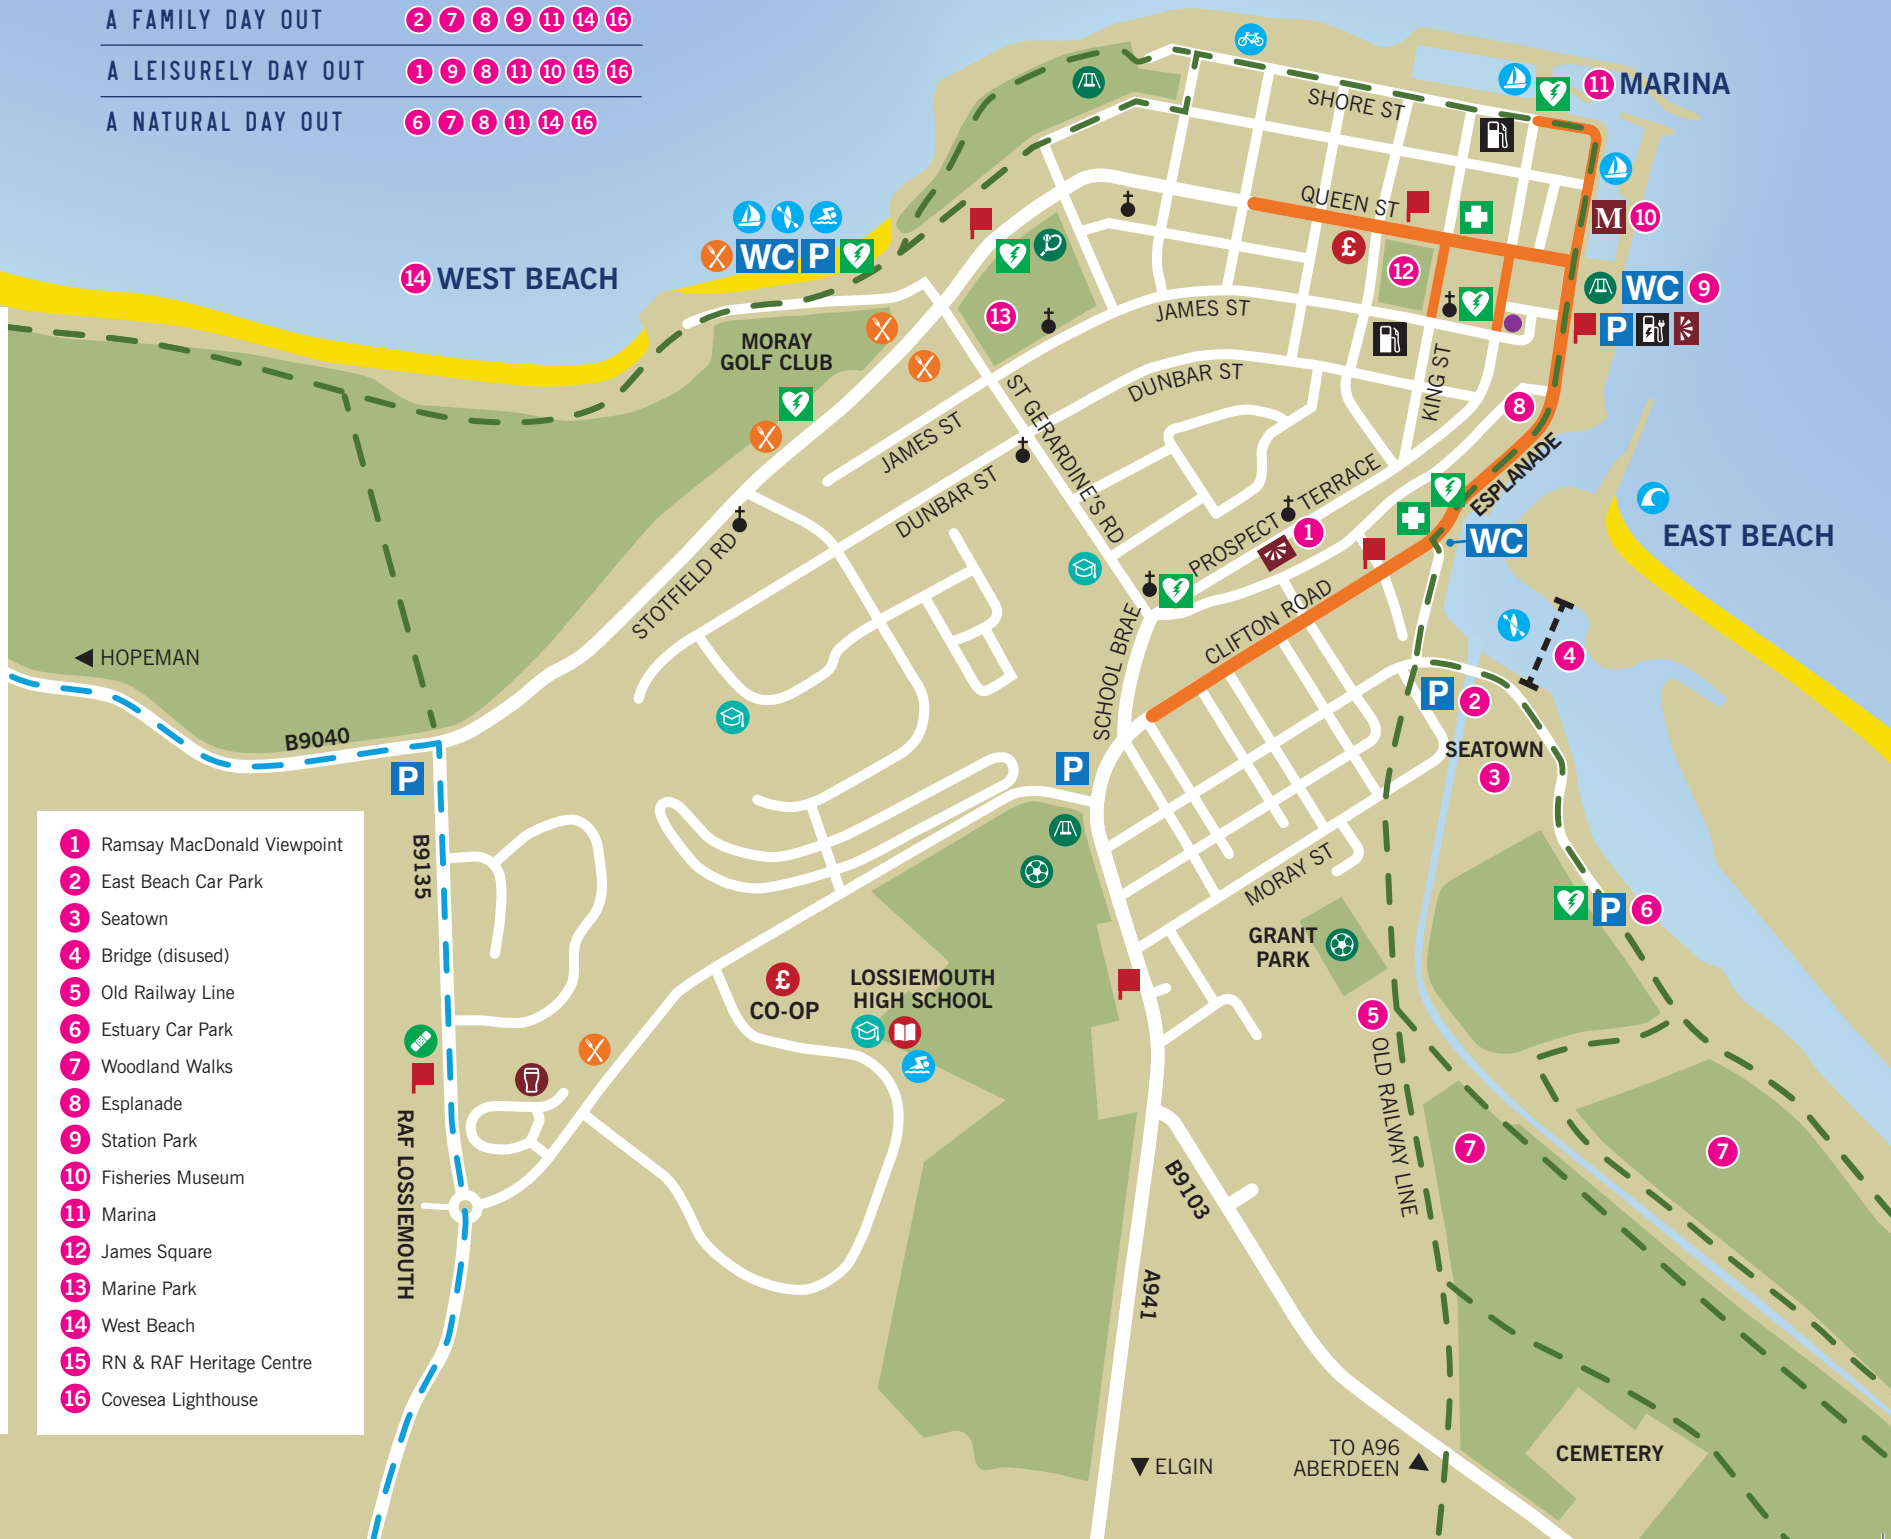 A FAMILY DAY OUT 2 7 8 9 11 14 16
A LEISURELY DAY OUT 1 9 8 11 10 15 16
A NATURAL DAY OUT 6 7 8 11 14 16
11 MARINA
SHORE ST
QUEEN ST
M 10
WC P
14 WEST BEACH
£
12
WC 9
P
13
JAMES ST
MORAY
GOLF CLUB
DUNBAR ST
KING ST
8
ST GERARDINE'S RD
JAMES ST
DUNBAR ST
ESPLANADE
PROSPECT TERRACE
1
WC
EAST BEACH
STOTFIELD RD
CLIFTON ROAD
SCHOOL BRAE
4
HOPEMAN
P 2
B9040
SEATOWN
3
P
P
B9135
MORAY ST
P 6
GRANT
PARK
£
CO-OP
LOSSIEMOUTH
HIGH SCHOOL
5
OLD RAILWAY LINE
RAF LOSSIEMOUTH
7
7
B9103
A941
ELGIN
TO A96
ABERDEEN
CEMETERY
1 Ramsay MacDonald Viewpoint
2 East Beach Car Park
3 Seatown
4 Bridge (disused)
5 Old Railway Line
6 Estuary Car Park
7 Woodland Walks
8 Esplanade
9 Station Park
10 Fisheries Museum
11 Marina
12 James Square
13 Marine Park
14 West Beach
15 RN & RAF Heritage Centre
16 Covesea Lighthouse